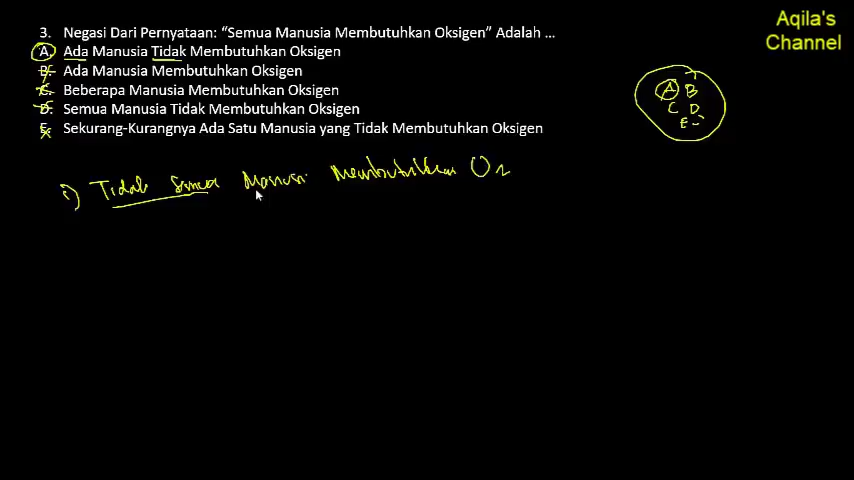 Aqila's
Channel
3. Negasi Dari Pernyataan: “Semua Manusia Membutuhkan Oksigen” Adalah ...
A. Ada Manusia Tidak Membutuhkan Oksigen
B. Ada Manusia Membutuhkan Oksigen
C. Beberapa Manusia Membutuhkan Oksigen
D. Semua Manusia Tidak Membutuhkan Oksigen
E. Sekurang-Kurangnya Ada Satu Manusia yang Tidak Membutuhkan Oksigen
A B
C D
E
i) Tidak Semua Manusia Membutuhkan O2